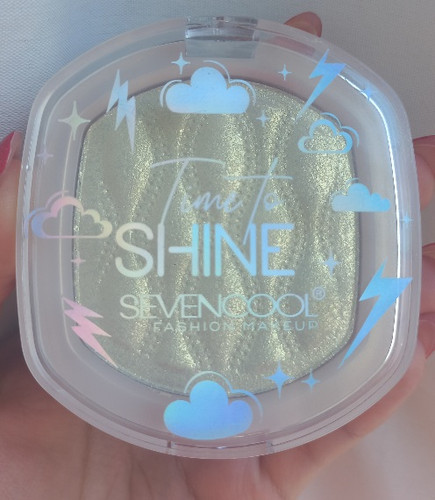 Time to
SHINE
SEVENCOOL®
FASHION MAKEUP